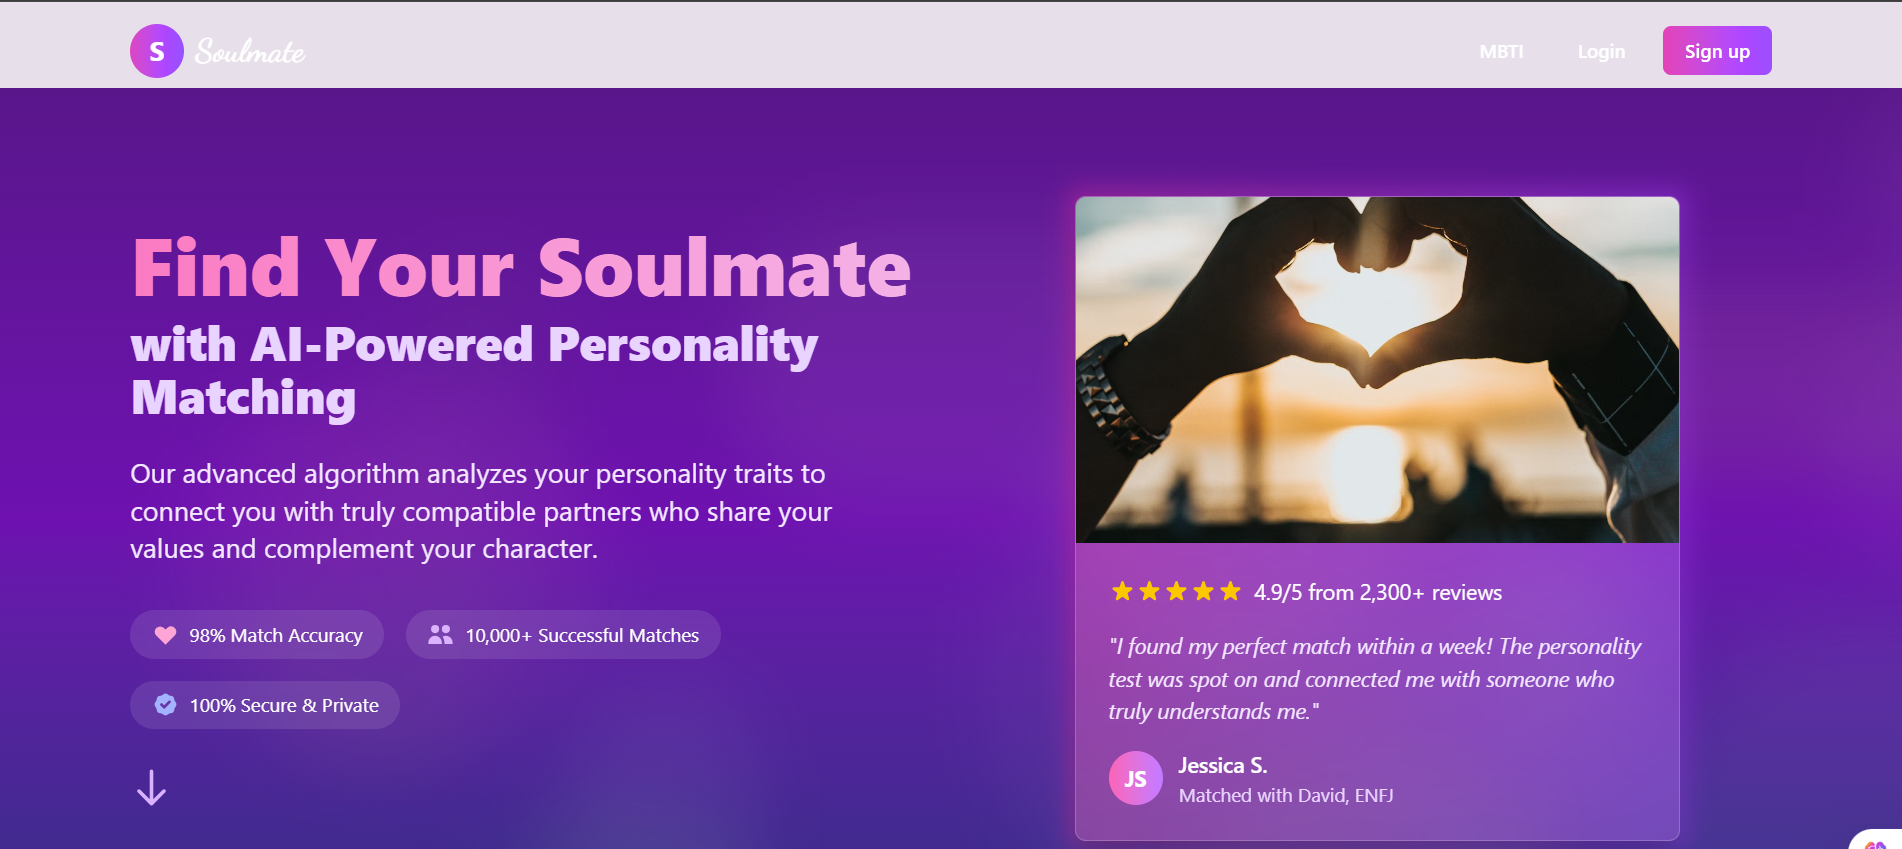 S Soulmate
MBTI Login Sign up
Find Your Soulmate
with AI-Powered Personality
Matching
Our advanced algorithm analyzes your personality traits to
connect you with truly compatible partners who share your
values and complement your character.
98% Match Accuracy
10,000+ Successful Matches
100% Secure & Private
4.9/5 from 2,300+ reviews
"I found my perfect match within a week! The personality
test was spot on and connected me with someone who
truly understands me."
JS
Jessica S.
Matched with David, ENFJ